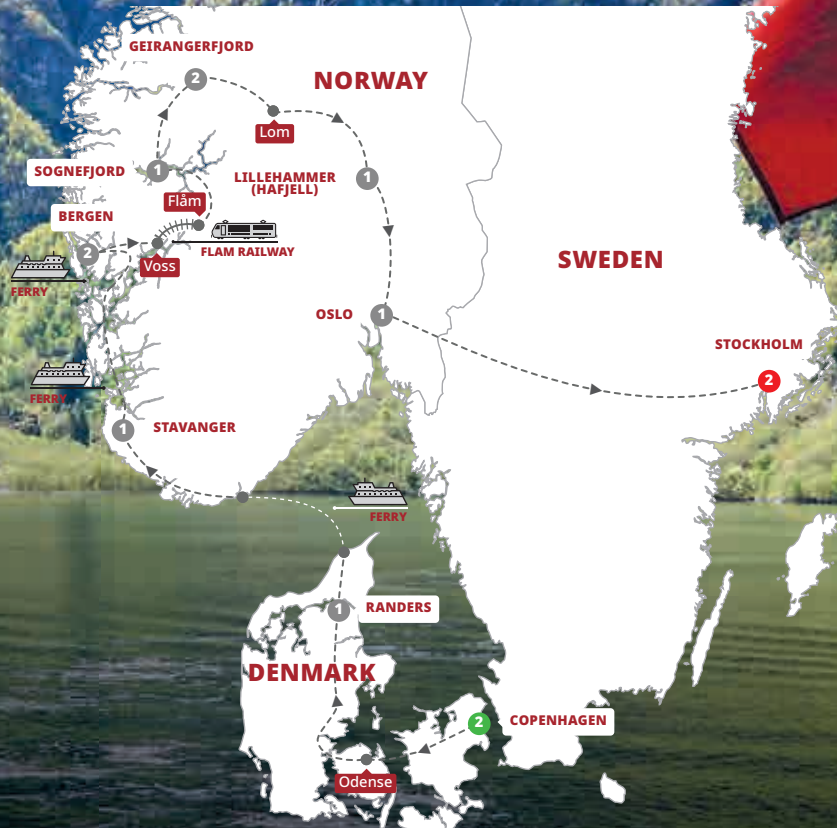 GEIRANGERFJORD
2
NORWAY
Lom
SOGNEFJORD
1
LILLEHAMMER
(HAFJELL)
1
Flåm
BERGEN
2
FLAM RAILWAY
Voss
FERRY
SWEDEN
OSLO
1
STOCKHOLM
2
FERRY
1
STAVANGER
FERRY
1
RANDERS
DENMARK
2
COPENHAGEN
Odense